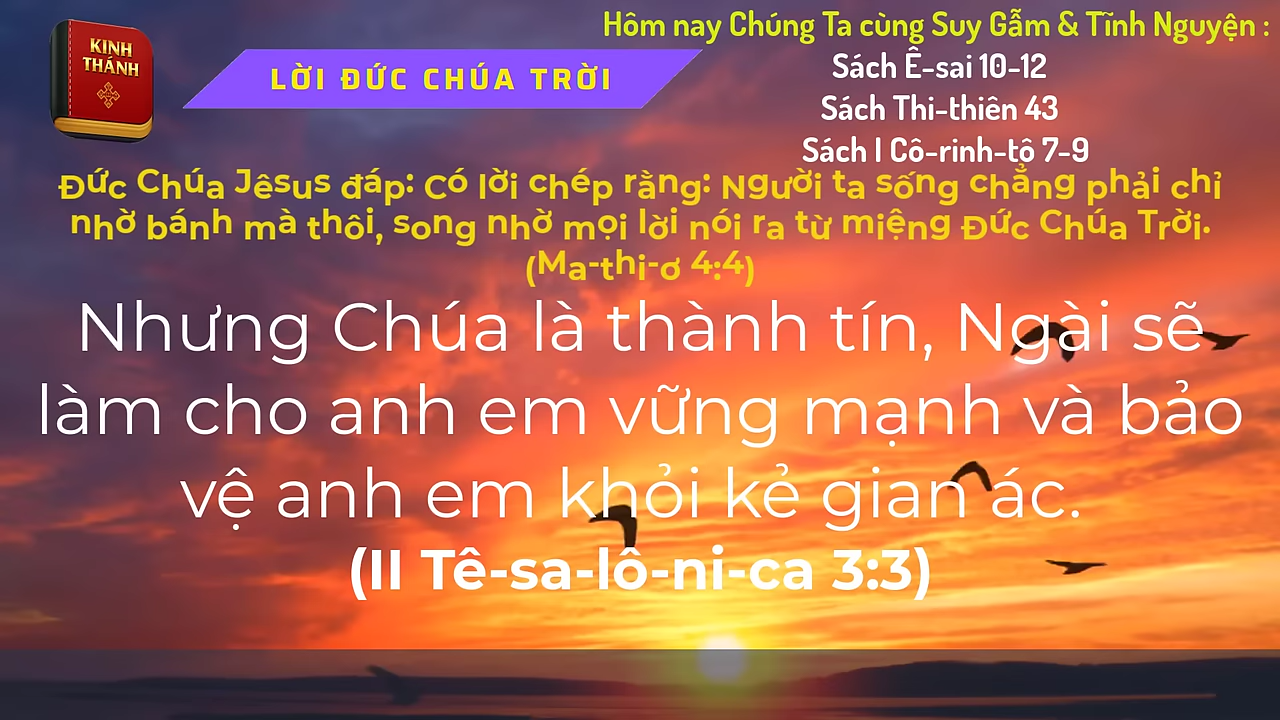 KINH
THÁNH
LỜI ĐỨC CHÚA TRỜI
Hôm nay Chúng Ta cùng Suy Gẫm & Tĩnh Nguyện :
Sách Ê-sai 10-12
Sách Thi-thiên 43
Sách I Cô-rinh-tô 7-9
Đức Chúa Jêsus đáp: Có lời chép rằng: Người ta sống chẳng phải chỉ
nhờ bánh mà thôi, song nhờ mọi lời nói ra từ miệng Đức Chúa Trời.
(Ma-thi-ơ 4:4)
Nhưng Chúa là thành tín, Ngài sẽ
làm cho anh em vững mạnh và bảo
vệ anh em khỏi kẻ gian ác.
(II Tê-sa-lô-ni-ca 3:3)